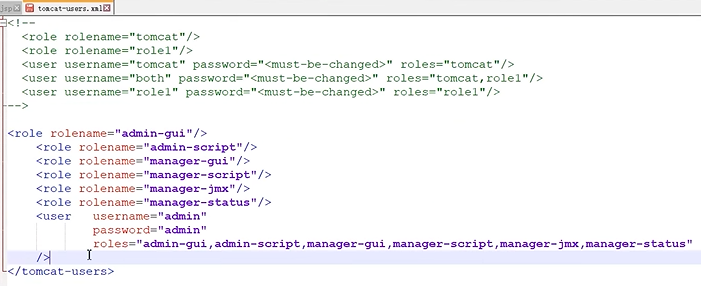 jsp tomcat-users.xml
<!--
<role rolename="tomcat"/>
<role rolename="role1"/>
<user username="tomcat" password="<must-be-changed>" roles="tomcat"/>
<user username="both" password="<must-be-changed>" roles="tomcat,role1"/>
<user username="role1" password="<must-be-changed>" roles="role1"/>
-->
<role rolename="admin-gui"/>
<role rolename="admin-script"/>
<role rolename="manager-gui"/>
<role rolename="manager-script"/>
<role rolename="manager-jmx"/>
<role rolename="manager-status"/>
<user username="admin"
password="admin"
roles="admin-gui,admin-script,manager-gui,manager-script,manager-jmx,manager-status"
/>
</tomcat-users>